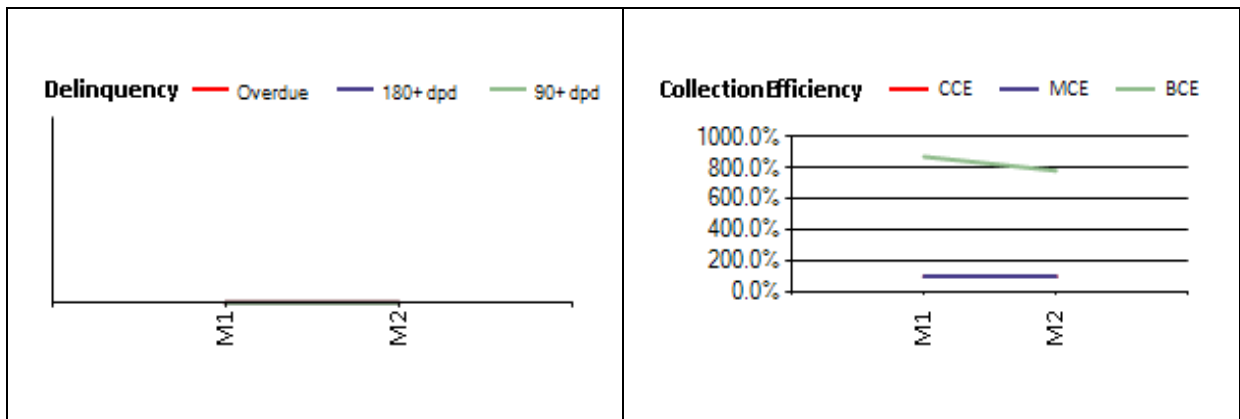 Delinquency Overdue 180+ dpd 90+ dpd
M1
M2
Collection Efficiency CCE MCE BCE
1000.0%
800.0%
600.0%
400.0%
200.0%
0.0%
M1
M2